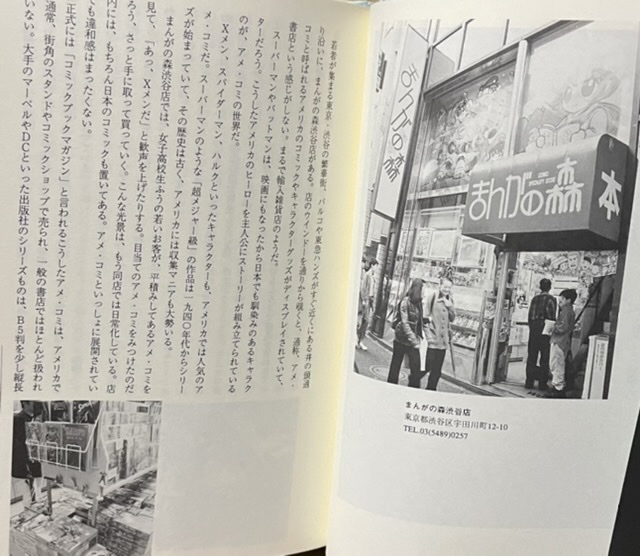 まんがの森
まんがの森
本
まんがの森渋谷店
東京都渋谷区宇田川町12-10
TEL.03(5489)0257
若者が集まる東京・渋谷の繁華街、パルコや東急ハンズがすぐ近くにある井の頭通
り沿いに、まんがの森渋谷店がある。店のウインドーを通りから覗くと、通称、アメ・
コミと呼ばれるアメリカのコミックやキャラクターグッズがディスプレイされていて、
書店という感じがしない。まるで輸入雑貨店のようだ。
スーパーマンやバットマンは、映画にもなったから日本でも馴染みのあるキャラク
ターだろう。こうしたアメリカのヒーローを主人公にストーリーが組み立てられている
のが、アメ・コミの世界だ。
Xメン、スパイダーマン、ハルクといったキャラクターも、アメリカでは人気のア
メ・コミだ。スーパーマンのような「超メジャー級」の作品は一九四〇年代からシリー
ズが始まっていて、その歴史は古く、アメリカには収集マニアも大勢いる。
まんがの森渋谷店では、女子高校生ふうの若いお客が、平積みしてあるアメ・コミを
見て、「あっ、Xメンだ」と歓声を上げたりする。目当てのアメ・コミをみつけたのだ
ろう、さっと手に取って買っていく。こんな光景は、もう同店では日常化している。店
内には、もちろん日本のコミックも置いてある。アメ・コミといっしょに展開されてい
ても違和感はまったくない。
正式には「コミックブックマガジン」と言われるこうしたアメ・コミは、アメリカで
通常、街角のスタンドやコミックショップで売られ、一般の書店ではほとんど扱われ
いない。大手のマーベルやDCといった出版社のシリーズものは、B5判を少し縦長